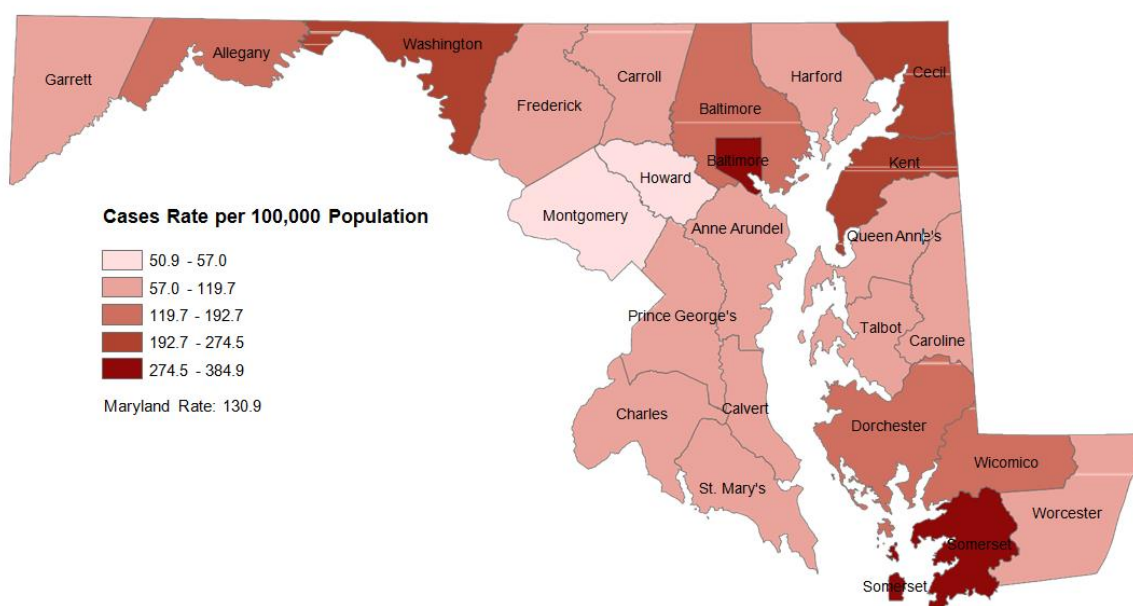 Washington
Allegany
Garrett
Carroll
Harford
Cecil
Frederick
Baltimore
Baltimore
Kent
Howard
Montgomery
Anne Arundel
Queen Anne's
Cases Rate per 100,000 Population
50.9 - 57.0
57.0 - 119.7
119.7 - 192.7
192.7 - 274.5
274.5 - 384.9
Maryland Rate: 130.9
Prince George's
Talbot
Caroline
Charles
Calvert
Dorchester
St. Mary's
Wicomico
Worcester
Somerset
Somerset